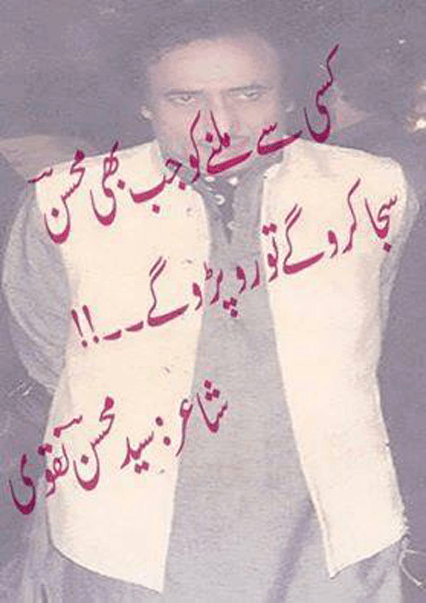 کسی سے ملنے کو جب بھی محسنؔ
سجا کرو گے تو رو پڑو گے۔۔!!
شاعر: سید محسن نقوی